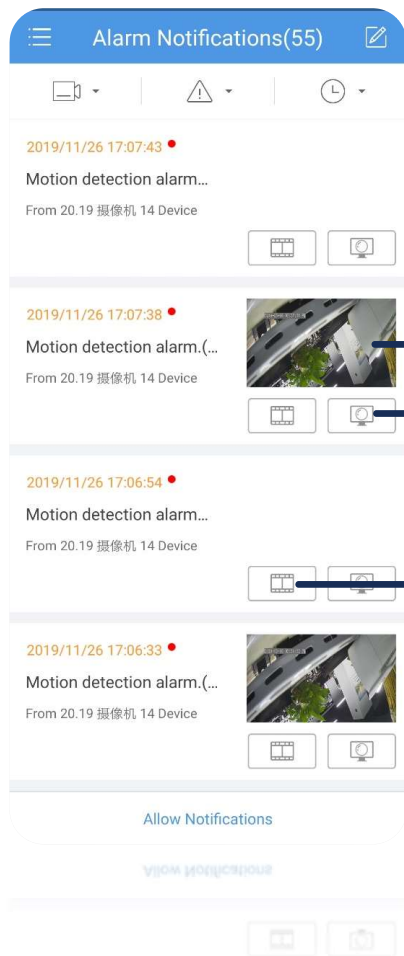 Alarm Notifications(55)
2019/11/26 17:07:43
Motion detection alarm...
From 20.19 摄像机 14 Device
2019/11/26 17:07:38
Motion detection alarm.(...
From 20.19 摄像机 14 Device
2019/11/26 17:06:54
Motion detection alarm...
From 20.19 摄像机 14 Device
2019/11/26 17:06:33
Motion detection alarm.(...
From 20.19 摄像机 14 Device
Allow Notifications
Allow Notifications